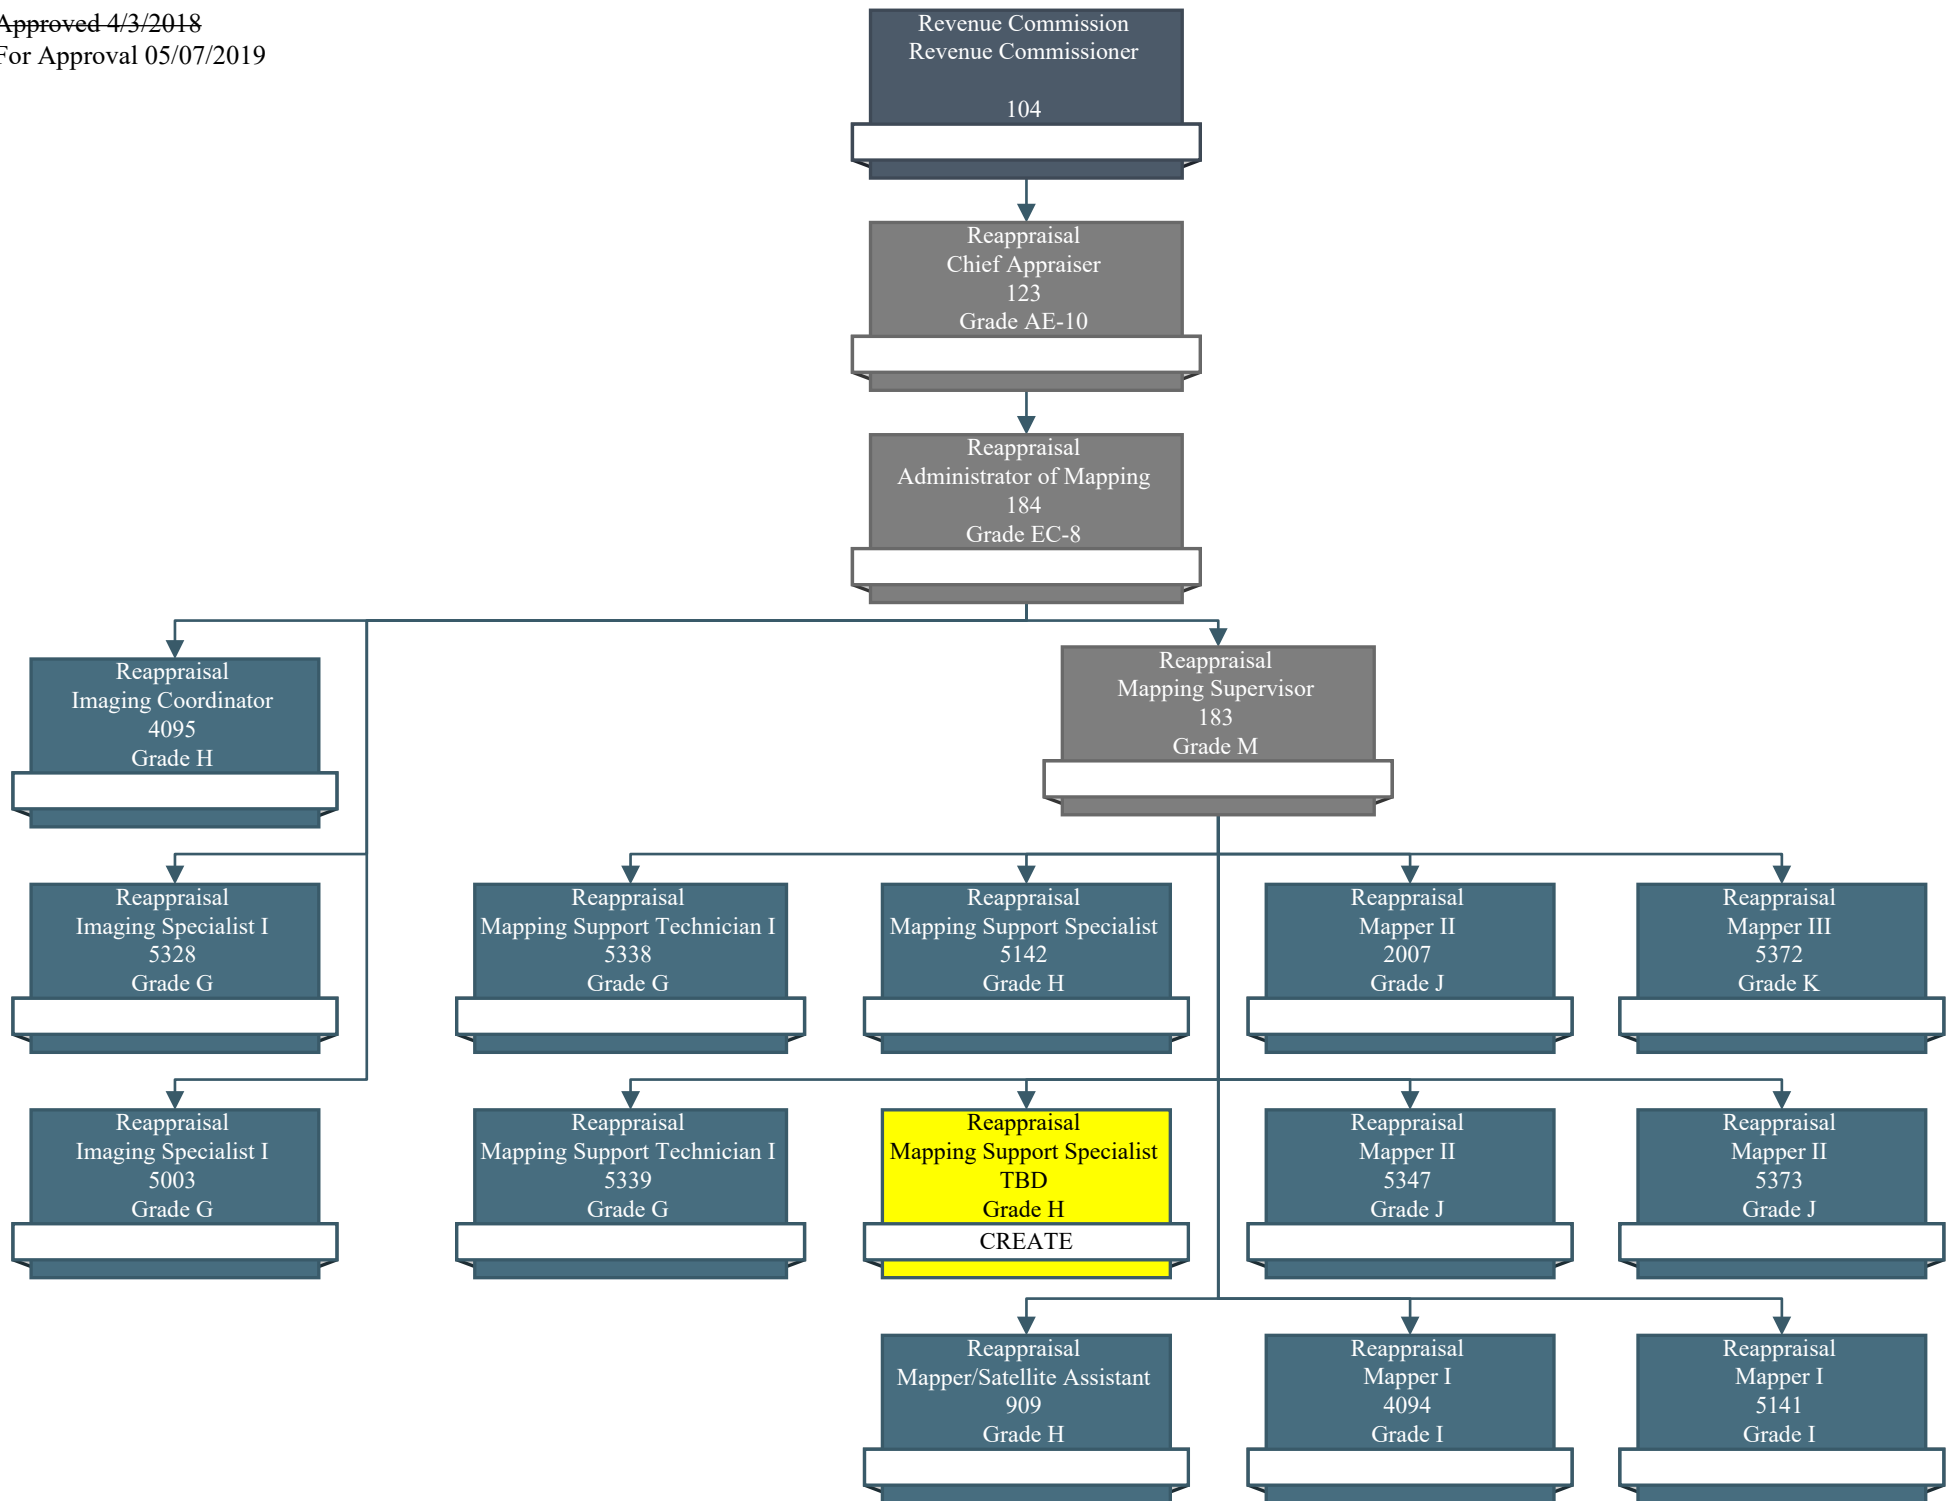 Approved 4/3/2018
For Approval 05/07/2019
Revenue Commission
Revenue Commissioner
104
Reappraisal
Chief Appraiser
123
Grade AE-10
Reappraisal
Administrator of Mapping
184
Grade EC-8
Reappraisal
Imaging Coordinator
4095
Grade H
Reappraisal
Mapping Supervisor
183
Grade M
Reappraisal
Imaging Specialist I
5328
Grade G
Reappraisal
Mapping Support Technician I
5338
Grade G
Reappraisal
Mapping Support Specialist
5142
Grade H
Reappraisal
Mapper II
2007
Grade J
Reappraisal
Mapper III
5372
Grade K
Reappraisal
Imaging Specialist I
5003
Grade G
Reappraisal
Mapping Support Technician I
5339
Grade G
Reappraisal
Mapping Support Specialist
TBD
Grade H
CREATE
Reappraisal
Mapper II
5347
Grade J
Reappraisal
Mapper II
5373
Grade J
Reappraisal
Mapper/Satellite Assistant
909
Grade H
Reappraisal
Mapper I
4094
Grade I
Reappraisal
Mapper I
5141
Grade I